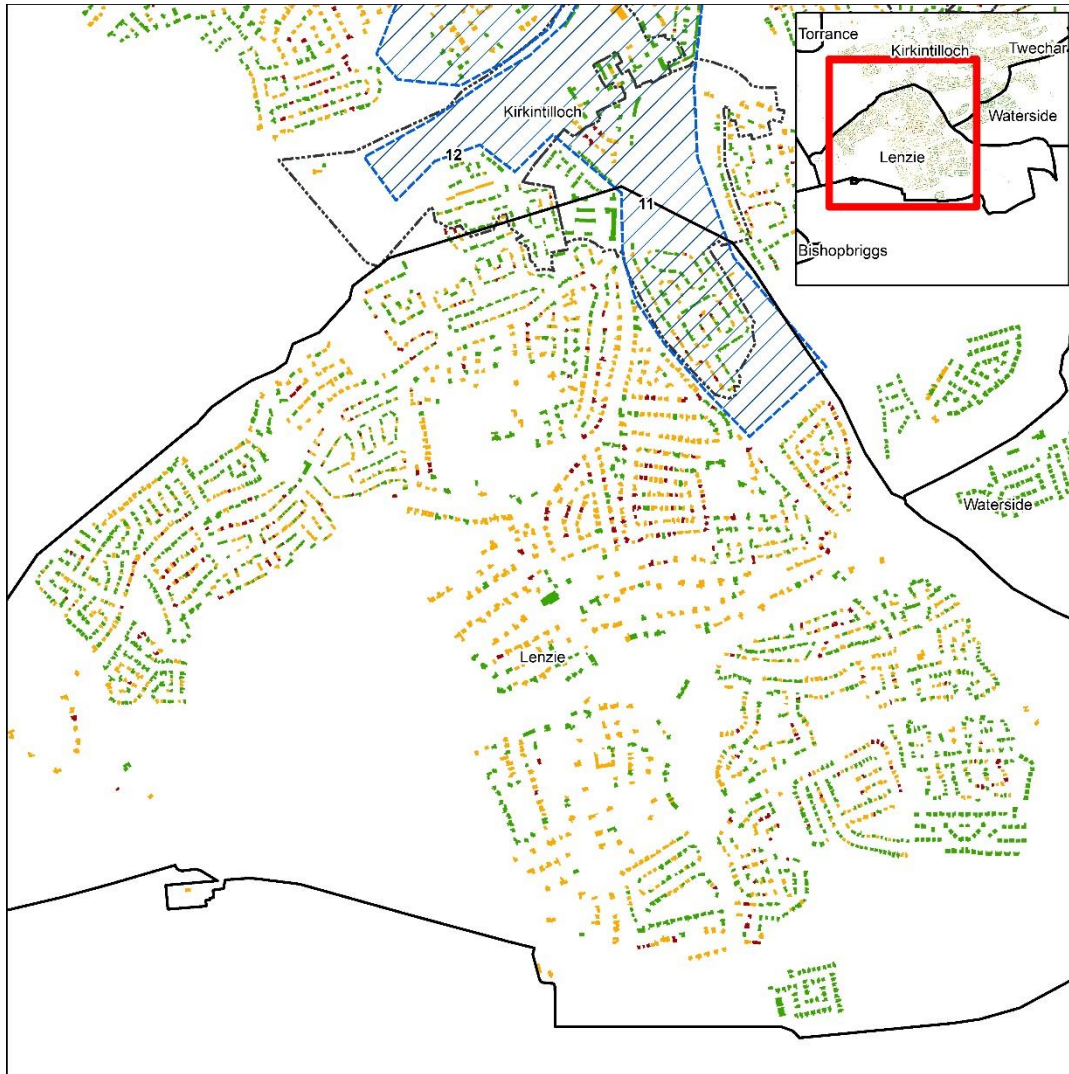 Torrance
Kirkintilloch
Twechar
Waterside
Lenzie
Bishopbriggs
Kirkintilloch
12
11
Waterside
Lenzie